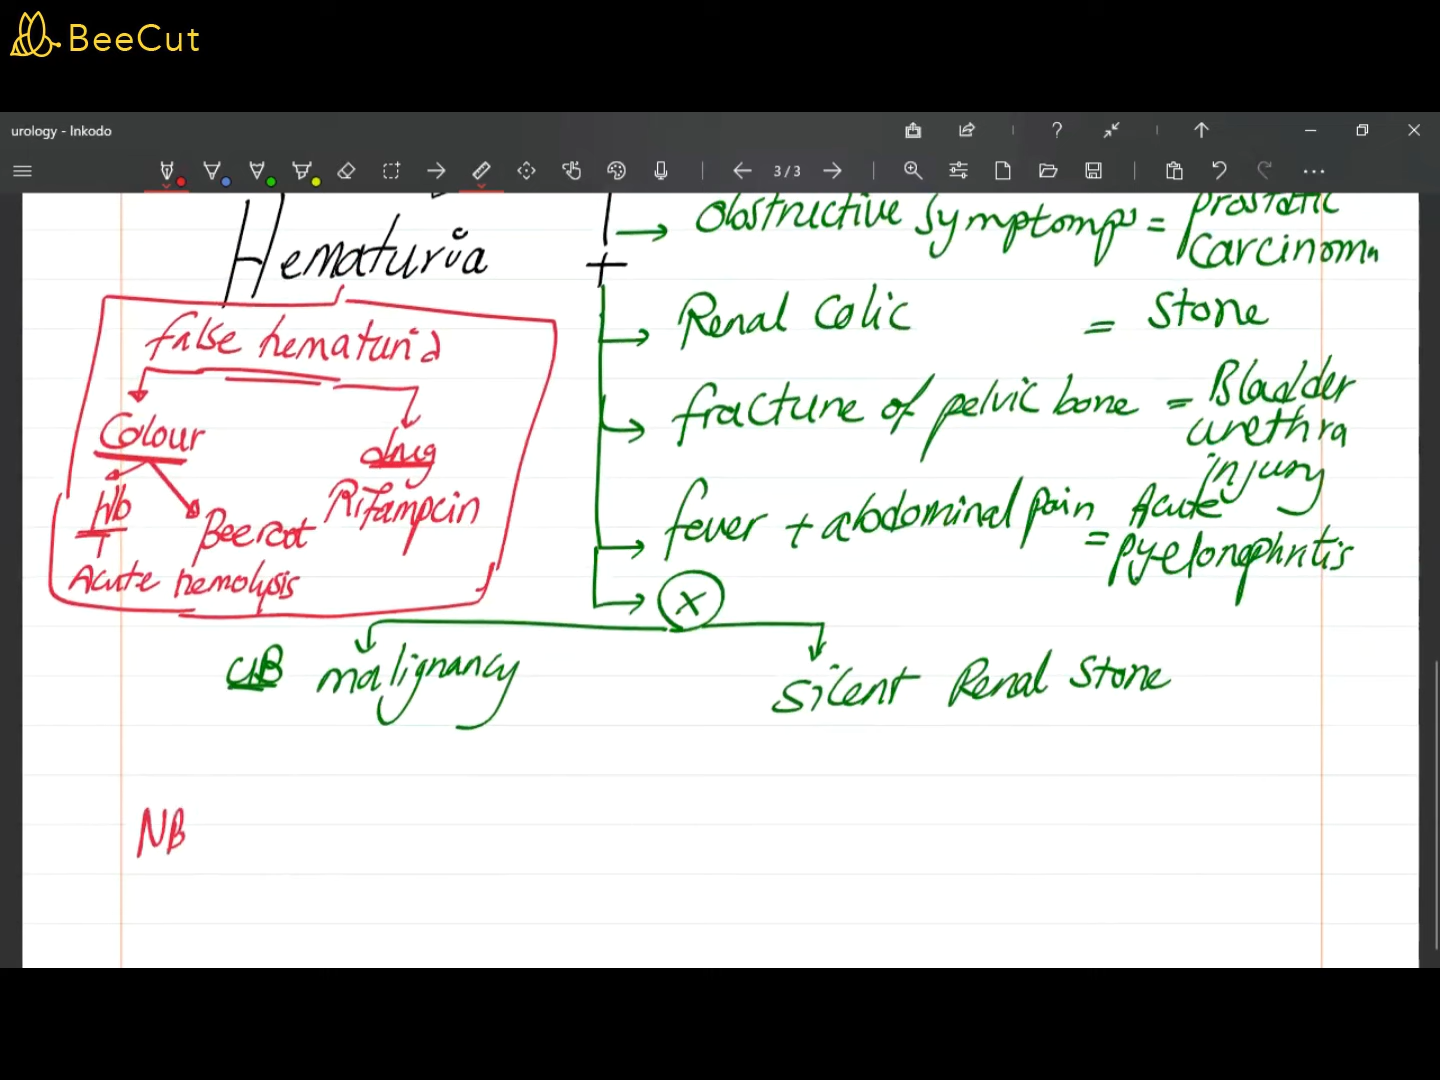 BeeCut
urology - Inkodo
3 / 3
Obstructive Symptomps = prostatic
Carcinoma
Hematuria +
Renal Colic = Stone
false hematuria
fracture of pelvic bone = Bladder
urethra
injury
Colour
drug
Hb
Beeroot
Rifampcin
fever + abdominal pain = Acute
pyelonephritis
Acute hemolysis
X
UB malignancy
Silent Renal Stone
NB